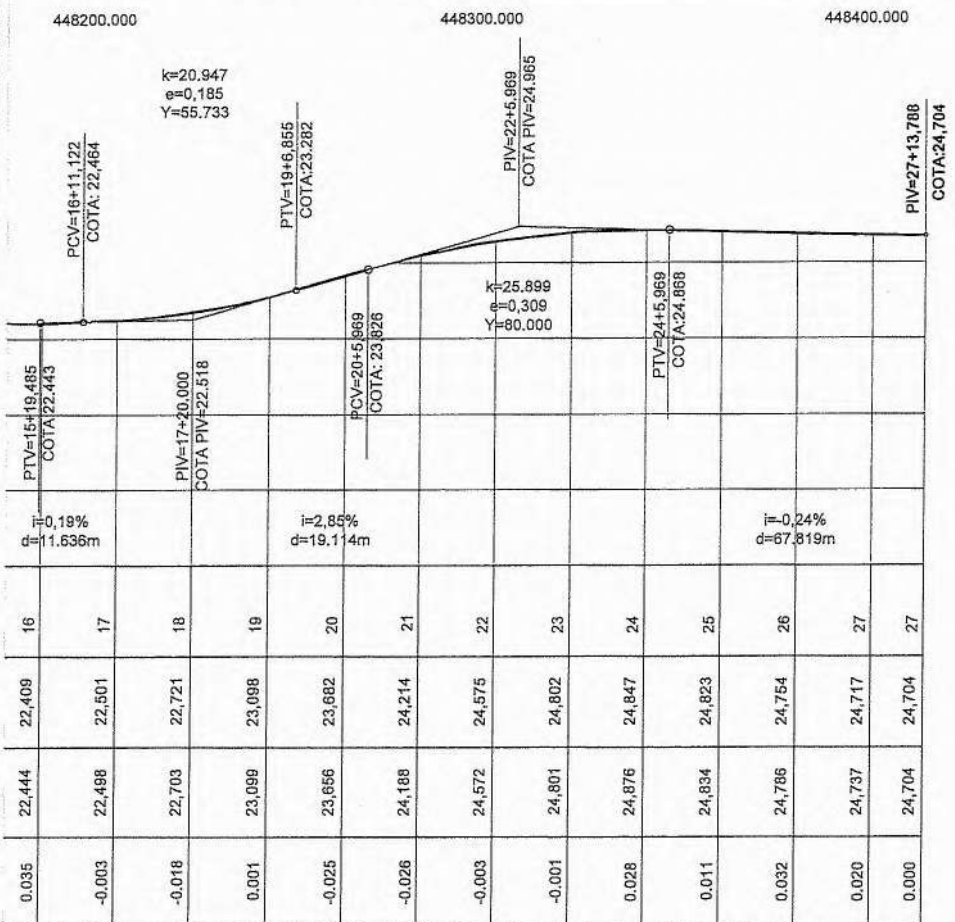 448200.000
448300.000
448400.000
k=20.947
e=0,185
Y=55.733
PCV=16+11,122
COTA: 22,464
PTV=19+6,855
COTA:23.282
PIV=22+5.969
COTA PIV=24.965
PIV=27+13,788
COTA:24,704
PTV=15+19,485
COTA:22,443
PIV=17+20,000
COTA PIV=22.518
PCV=20+5,969
COTA: 23.826
k=25.899
e=0,309
Y=80.000
PTV=24+5,969
COTA:24.868
i=0,19%
d=11.636m
i=2,85%
d=19.114m
i=-0,24%
d=67.819m
16 17 18 19 20 21 22 23 24 25 26 27 27
22,409 22,501 22,721 23,098 23,682 24,214 24,575 24,802 24,847 24,823 24,754 24,717 24,704
22,444 22,498 22,703 23,099 23,656 24,188 24,572 24,801 24,876 24,834 24,786 24,737 24,704
0.035 -0.003 -0.018 0.001 -0.025 -0.026 -0.003 -0.001 0.028 0.011 0.032 0.020 0.000